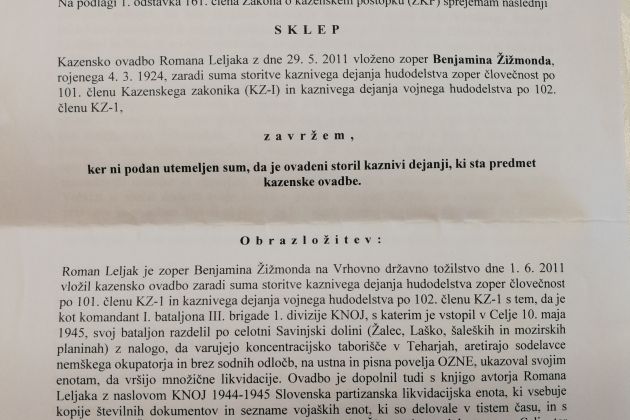 Na podlagi 1. odstavka 161. člena Zakona o kazenskem postopku (ZKP) sprejemam naslednji
S K L E P
Kazensko ovadbo Romana Leljaka z dne 29. 5. 2011 vloženo zoper Benjamina Žižmonda,
rojenega 4. 3. 1924, zaradi suma storitve kaznivega dejanja hudodelstva zoper človečnost po
101. členu Kazenskega zakonika (KZ-I) in kaznivega dejanja vojnega hudodelstva po 102.
členu KZ-1,
z a v r ž e m ,
ker ni podan utemeljen sum, da je ovadeni storil kaznivi dejanji, ki sta predmet
kazenske ovadbe.
O b r a z l o ž i t e v :
Roman Leljak je zoper Benjamina Žižmonda na Vrhovno državno tožilstvo dne 1. 6. 2011
vložil kazensko ovadbo zaradi suma storitve kaznivega dejanja hudodelstva zoper človečnost
po 101. členu KZ-1 in kaznivega dejanja vojnega hudodelstva po 102. členu KZ-1 s tem, da je
kot komandant I. bataljona III. brigade 1. divizije KNOJ, s katerim je vstopil v Celje 10. maja
1945, svoj bataljon razdelil po celotni Savinjski dolini (Žalec, Laško, šaleških in mozirskih
planinah) z nalogo, da varujejo koncentracijsko taborišče v Teharjah, aretirajo sodelavce
nemškega okupatorja in brez sodnih odločb, na ustna in pisna povelja OZNE, ukazoval svojim
enotam, da vršijo množične likvidacije. Ovadbo je dopolnil tudi s knjigo avtorja Romana
Leljaka z naslovom KNOJ 1944-1945 Slovenska partizanska likvidacijska enota, ki vsebuje
kopije številnih dokumentov in sezname vojaških enot, ki so delovale v tistem času, in s